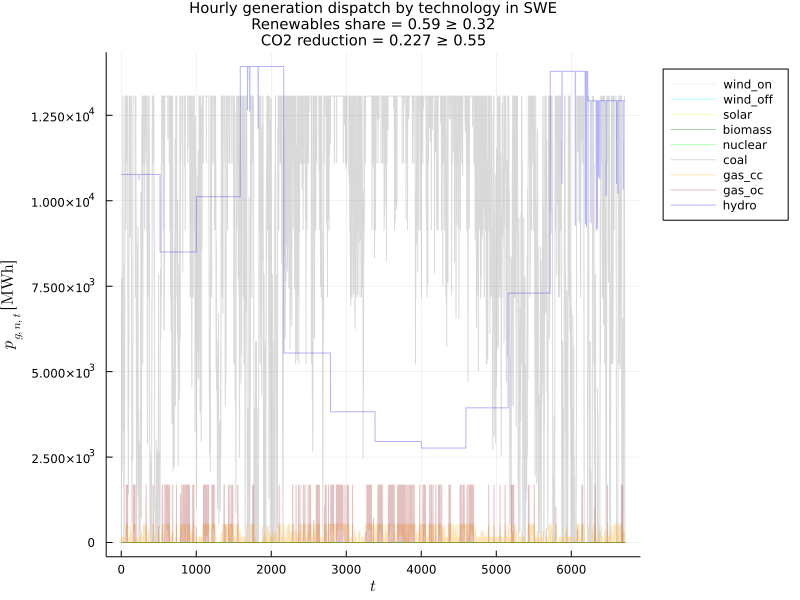 Hourly generation dispatch by technology in SWE
Renewables share = 0.59 ≥ 0.32
CO2 reduction = 0.227 ≥ 0.55
1.250×10⁴
1.000×10⁴
7.500×10³
5.000×10³
2.500×10³
0
p g,n,t [MWh]
0 1000 2000 3000 4000 5000 6000
t
wind_on
wind_off
solar
biomass
nuclear
coal
gas_cc
gas_oc
hydro